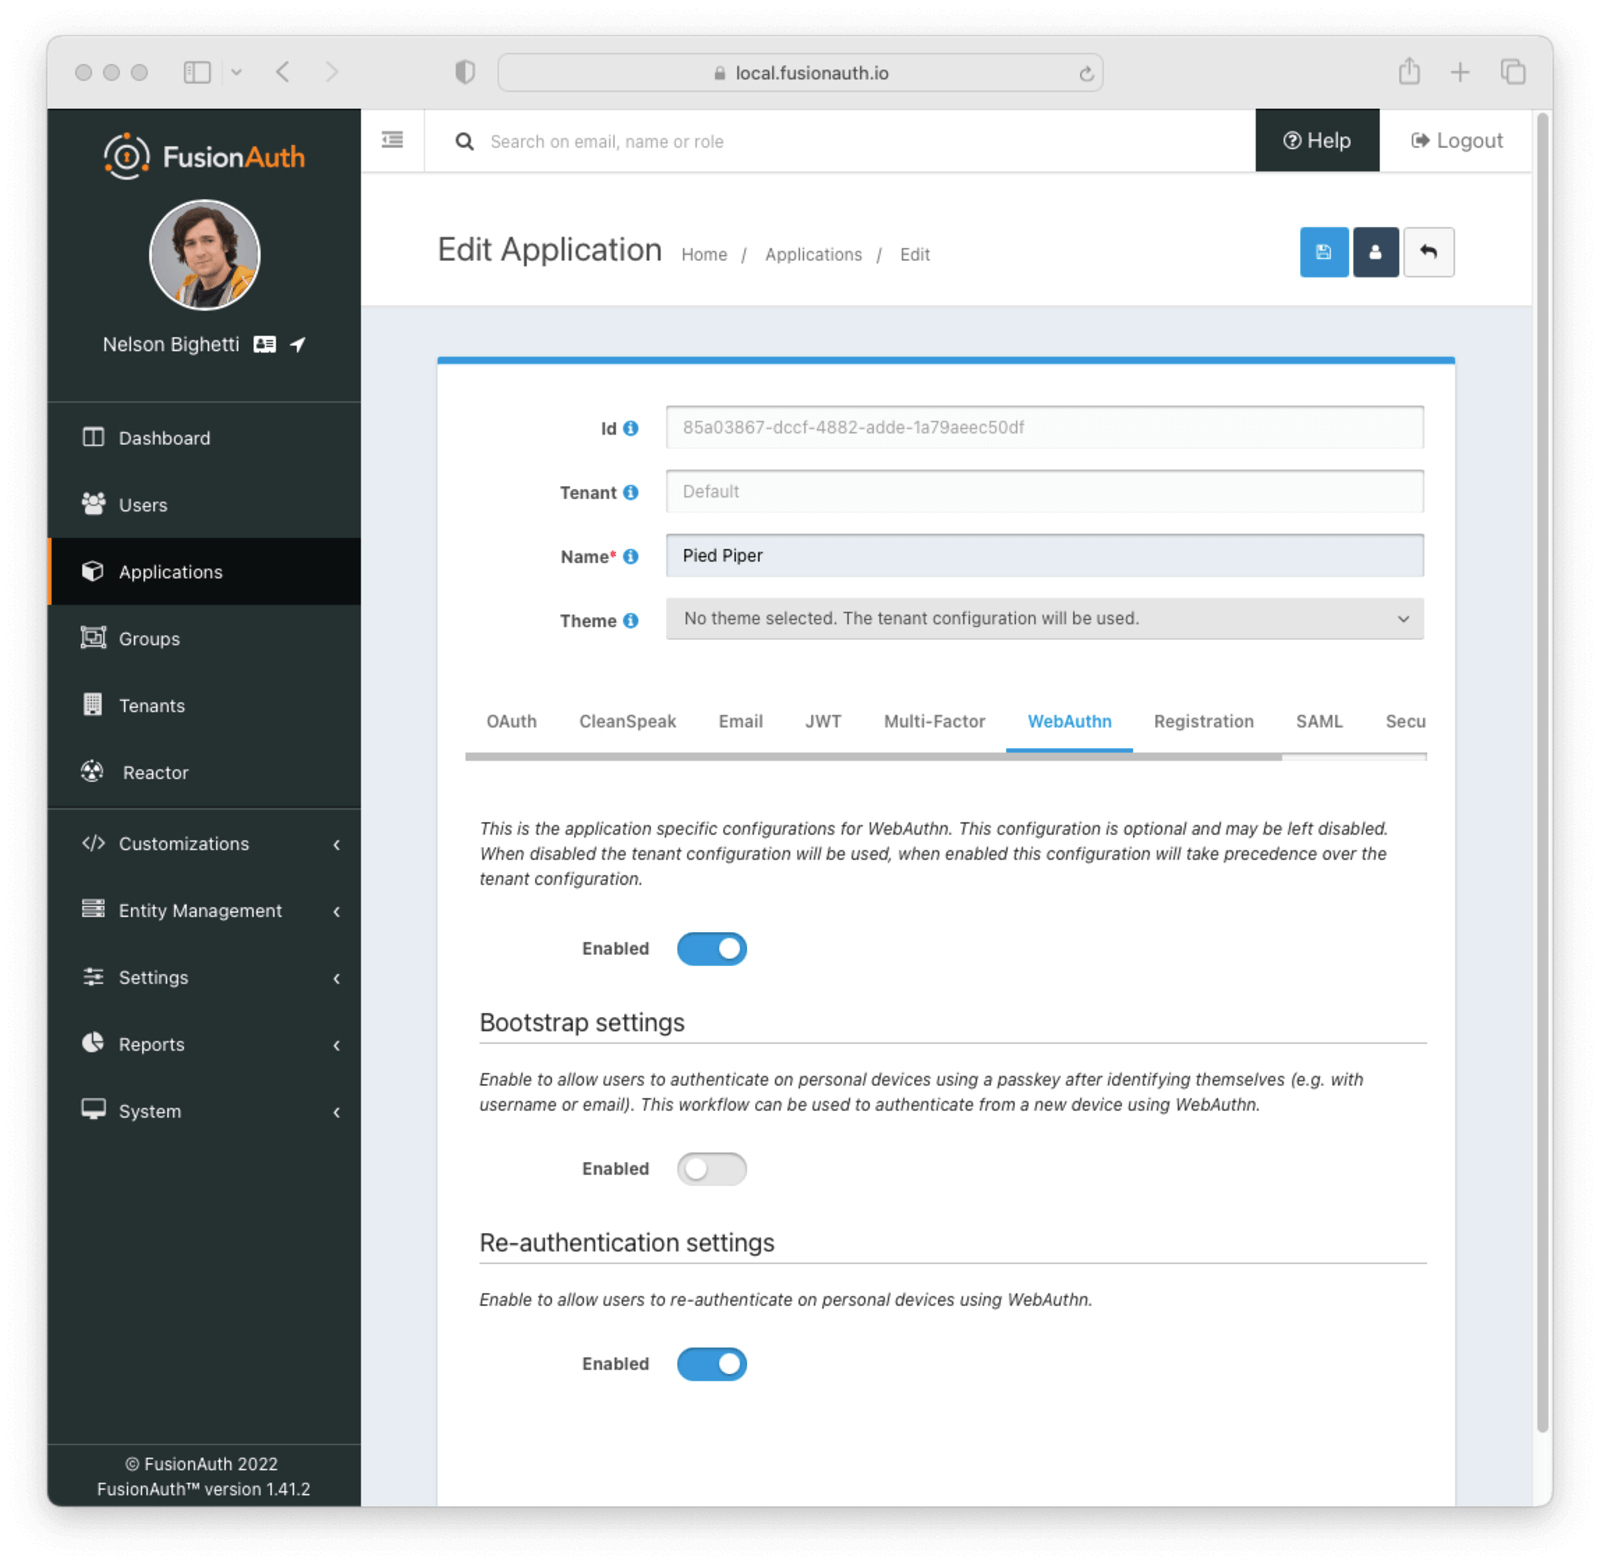 local.fusionauth.io
FusionAuth
Search on email, name or role
Help
Logout
Nelson Bighetti
Edit Application
Home / Applications / Edit
Dashboard
Users
Applications
Groups
Tenants
Reactor
Customizations
Entity Management
Settings
Reports
System
© FusionAuth 2022
FusionAuth™ version 1.41.2
Id
85a03867-dccf-4882-adde-1a79aeec50df
Tenant
Default
Name*
Pied Piper
Theme
No theme selected. The tenant configuration will be used.
OAuth CleanSpeak Email JWT Multi-Factor WebAuthn Registration SAML Secu
This is the application specific configurations for WebAuthn. This configuration is optional and may be left disabled.
When disabled the tenant configuration will be used, when enabled this configuration will take precedence over the
tenant configuration.
Enabled
Bootstrap settings
Enable to allow users to authenticate on personal devices using a passkey after identifying themselves (e.g. with
username or email). This workflow can be used to authenticate from a new device using WebAuthn.
Enabled
Re-authentication settings
Enable to allow users to re-authenticate on personal devices using WebAuthn.
Enabled